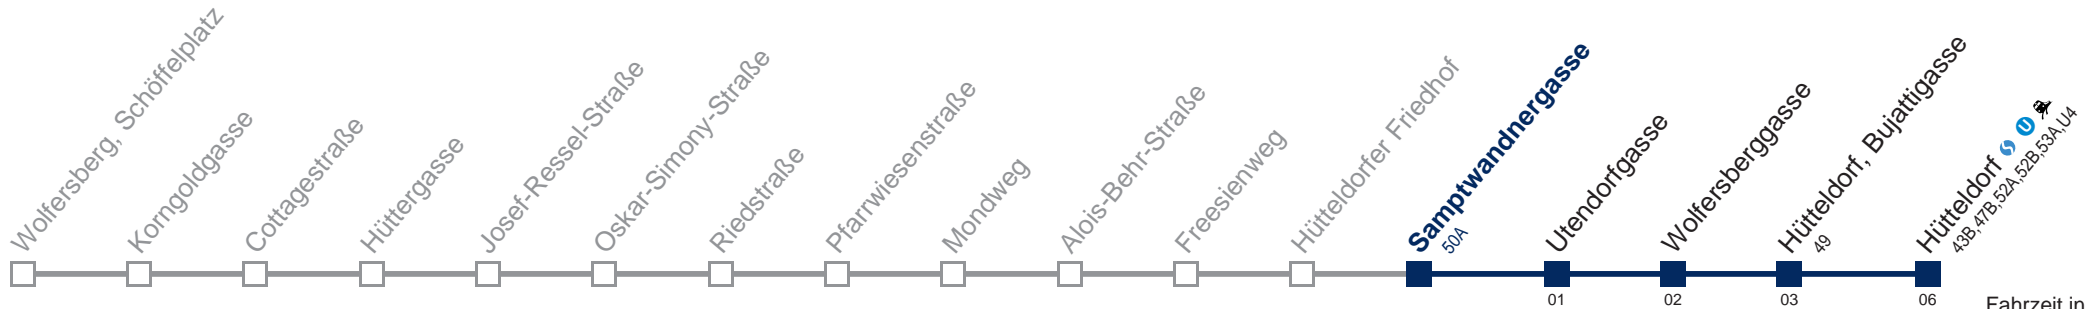 Wolfersberg, Schöffelplatz
Korngoldgasse
Cottagestraße
Hüttergasse
Josef-Ressel-Straße
Oskar-Simony-Straße
Riedstraße
Pfarrwiesenstraße
Mondweg
Alois-Behr-Straße
Freesienweg
Hütteldorfer Friedhof
Samptwandnergasse
50A
Utendorfgasse
Wolfersberggasse
Hütteldorf, Bujattigasse
49
Hütteldorf S U
43B,47B,52A,52B,53A,U4
01
02
03
06
Fahrzeit in